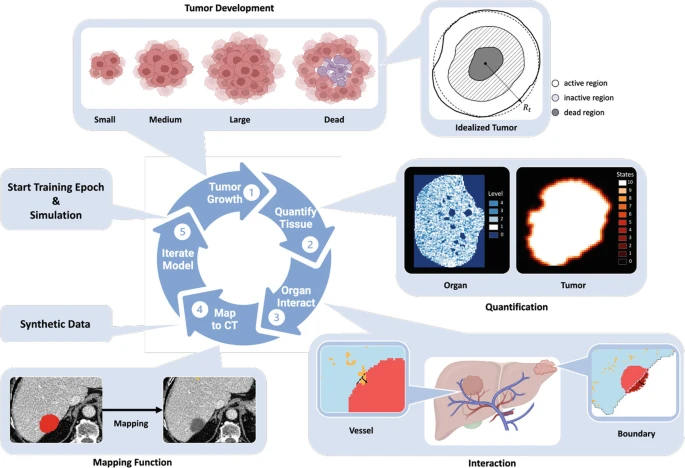 Tumor Development
Small
Medium
Large
Dead
R_t
Idealized Tumor
active region
inactive region
dead region
Start Training Epoch
&
Simulation
Synthetic Data
Tumor
Growth
1
Quantify
Tissue
2
Organ
Interact
3
Map
to CT
4
Iterate
Model
5
Level
4
3
2
1
0
Organ
States
10
9
8
7
6
5
4
3
2
1
0
Tumor
Quantification
Mapping
Mapping Function
Vessel
Boundary
Interaction